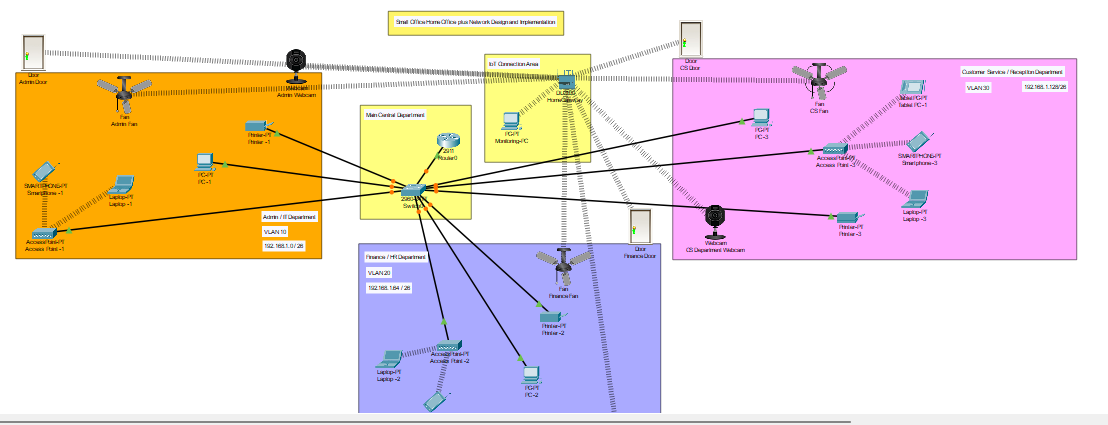 Small Office Home Office plus Network Design and Implementation
Door
Admin Door
Fan
Admin Fan
Webcam
Admin Webcam
Printer-PT
Printer -1
PC-PT
PC -1
SMARTPHONE-PT
Smartphone -1
Laptop-PT
Laptop -1
AccessPoint-PT
Access Point -1
Admin / IT Department
VLAN 10
192.168.1.0/ 26
Main Central Department
2911
Router0
IoT Connection Area
Home Gateway
PC-PT
Monitoring-PC
Door
CS Door
Fan
CS Fan
Customer Service / Reception Department
VLAN 30
192.168.1.128/26
Tablet PC-PT
Tablet PC -1
PC-PT
PC -3
AccessPoint-PT
SMARTPHONE-PT
Smartphone -3
Laptop-PT
Laptop -3
Printer-PT
Printer -3
Webcam
CS Department Webcam
Door
Finance Door
Finance / HR Department
VLAN 20
192.168.1.64 / 26
Fan
Finance Fan
Printer-PT
Printer -2
AccessPoint-PT
Access Point -2
Laptop-PT
Laptop -2
PC-PT
PC -2